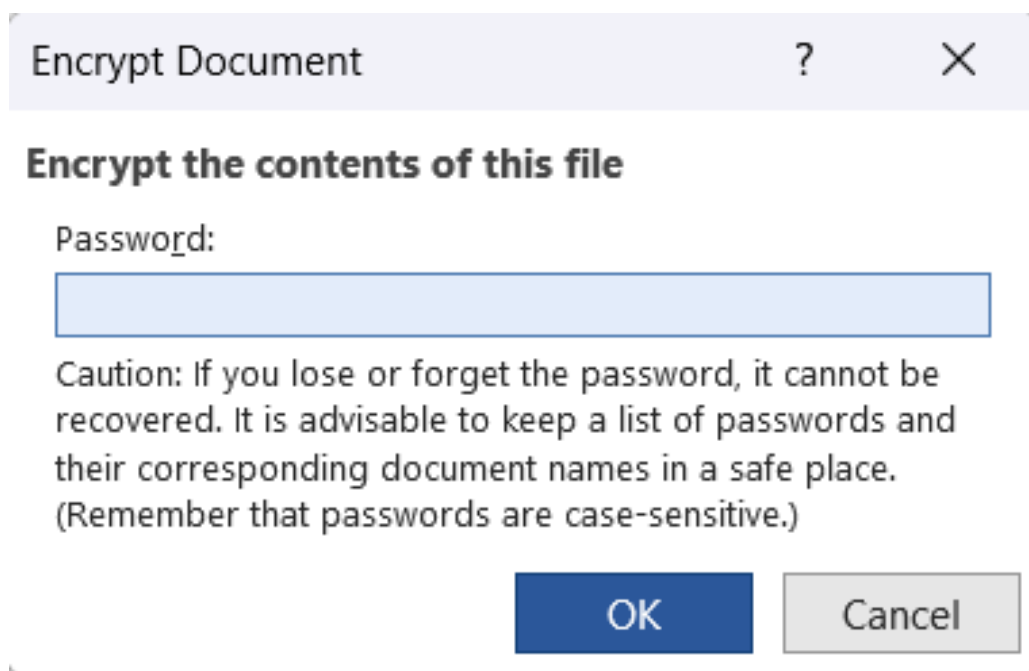 Encrypt Document ?
Encrypt the contents of this file
Password:
Caution: If you lose or forget the password, it cannot be
recovered. It is advisable to keep a list of passwords and
their corresponding document names in a safe place.
(Remember that passwords are case-sensitive.)
OK Cancel